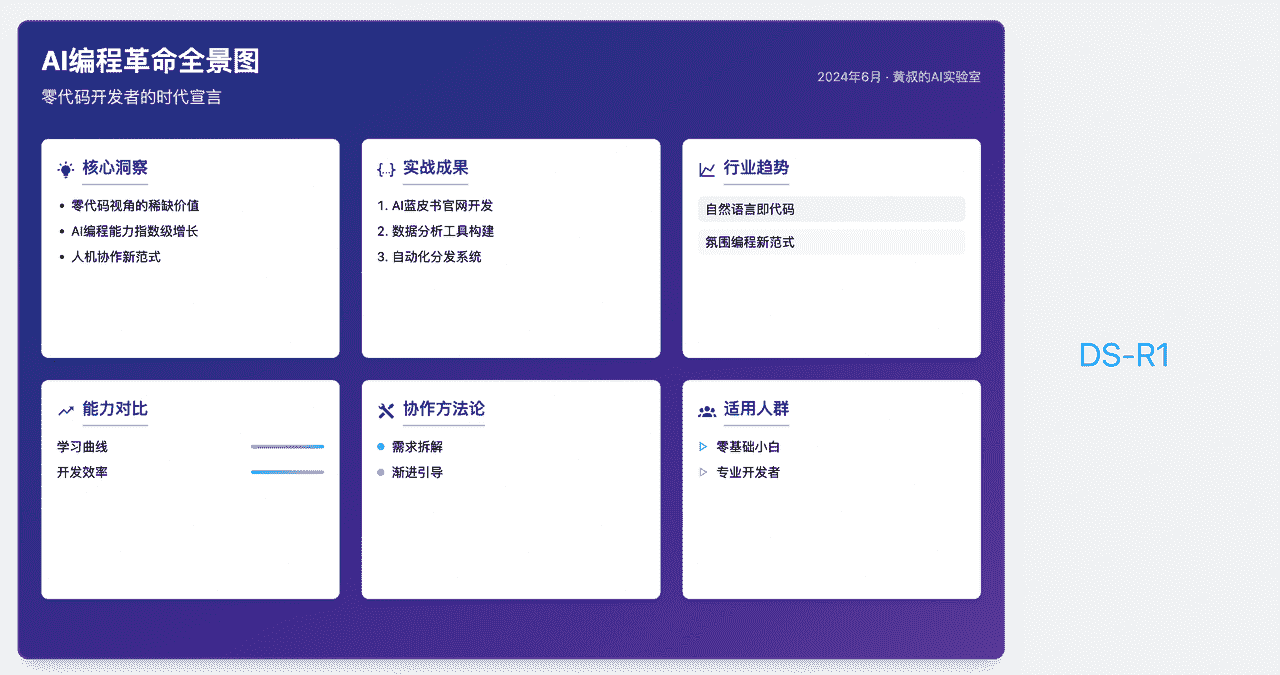 AI编程革命全景图
零代码开发者的时代宣言
2024年6月 · 黄叔的AI实验室
核心洞察
• 零代码视角的稀缺价值
• AI编程能力指数级增长
• 人机协作新范式
{...} 实战成果
1. AI蓝皮书官网开发
2. 数据分析工具构建
3. 自动化分发系统
行业趋势
自然语言即代码
氛围编程新范式
能力对比
学习曲线
开发效率
协作方法论
需求拆解
渐进引导
适用人群
零基础小白
专业开发者
DS-R1